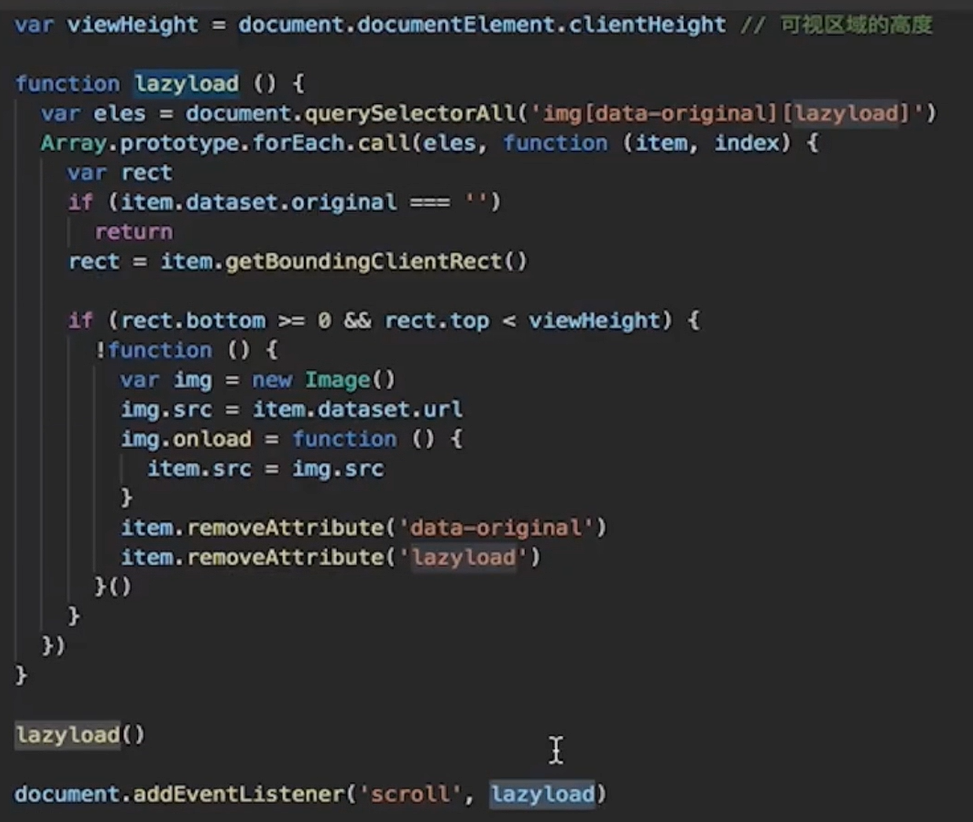 var viewHeight = document.documentElement.clientHeight // 可视区域的高度
function lazyload () {
var eles = document.querySelectorAll('img[data-original][lazyload]')
Array.prototype.forEach.call(eles, function (item, index) {
var rect
if (item.dataset.original === '')
return
rect = item.getBoundingClientRect()
if (rect.bottom >= 0 && rect.top < viewHeight) {
!function () {
var img = new Image()
img.src = item.dataset.url
img.onload = function () {
item.src = img.src
}
item.removeAttribute('data-original')
item.removeAttribute('lazyload')
}()
}
})
}
lazyload()
document.addEventListener('scroll', lazyload)